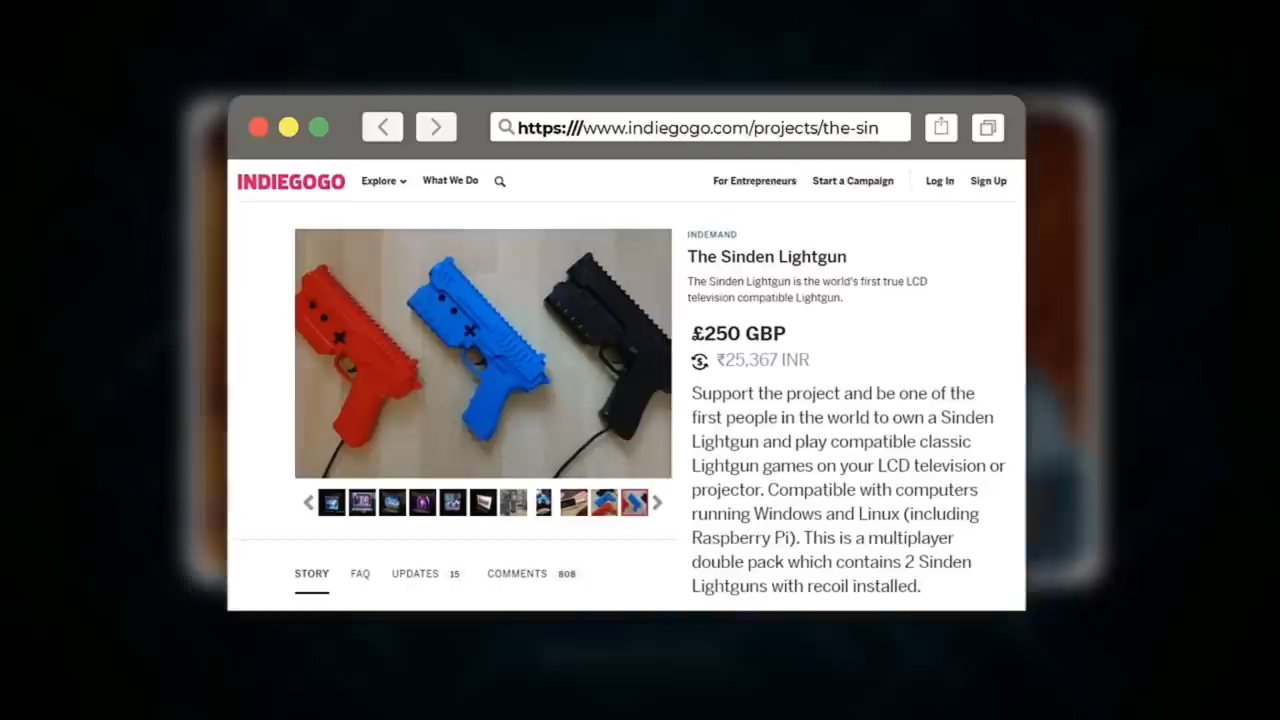 https:///www.indiegogo.com/projects/the-sin
INDIEGOGO
Explore
What We Do
For Entrepreneurs
Start a Campaign
Log In
Sign Up
INDEMAND
The Sinden Lightgun
The Sinden Lightgun is the world's first true LCD
television compatible Lightgun.
£250 GBP
₹25,367 INR
Support the project and be one of the
first people in the world to own a Sinden
Lightgun and play compatible classic
Lightgun games on your LCD television or
projector. Compatible with computers
running Windows and Linux (including
Raspberry Pi). This is a multiplayer
double pack which contains 2 Sinden
Lightguns with recoil installed.
STORY
FAQ
UPDATES 15
COMMENTS 808